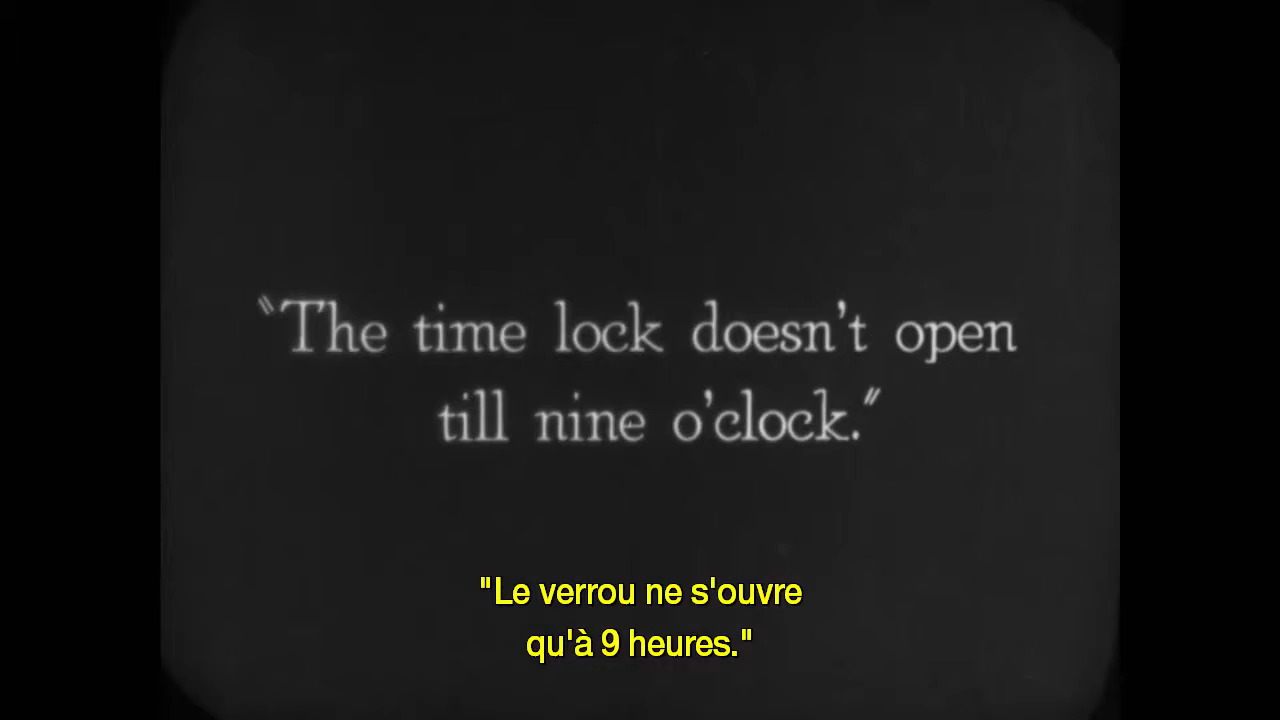 "The time lock doesn't open
till nine o'clock."
"Le verrou ne s'ouvre
qu'à 9 heures."